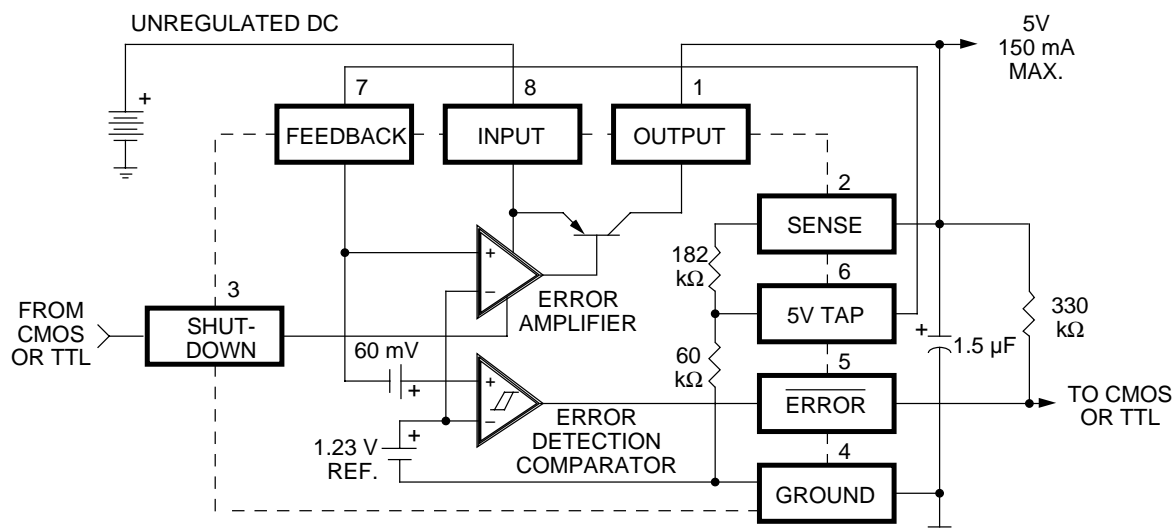 UNREGULATED DC
5V
150 mA
MAX.
+
7
8
1
FEEDBACK
INPUT
OUTPUT
2
SENSE
182
kΩ
+
−
3
FROM
CMOS
OR TTL
SHUT-
DOWN
ERROR
AMPLIFIER
6
5V TAP
330
kΩ
+
1.5 µF
60 mV
+
60
kΩ
5
ERROR
TO CMOS
OR TTL
+
−
ERROR
DETECTION
COMPARATOR
+
1.23 V
REF.
4
GROUND